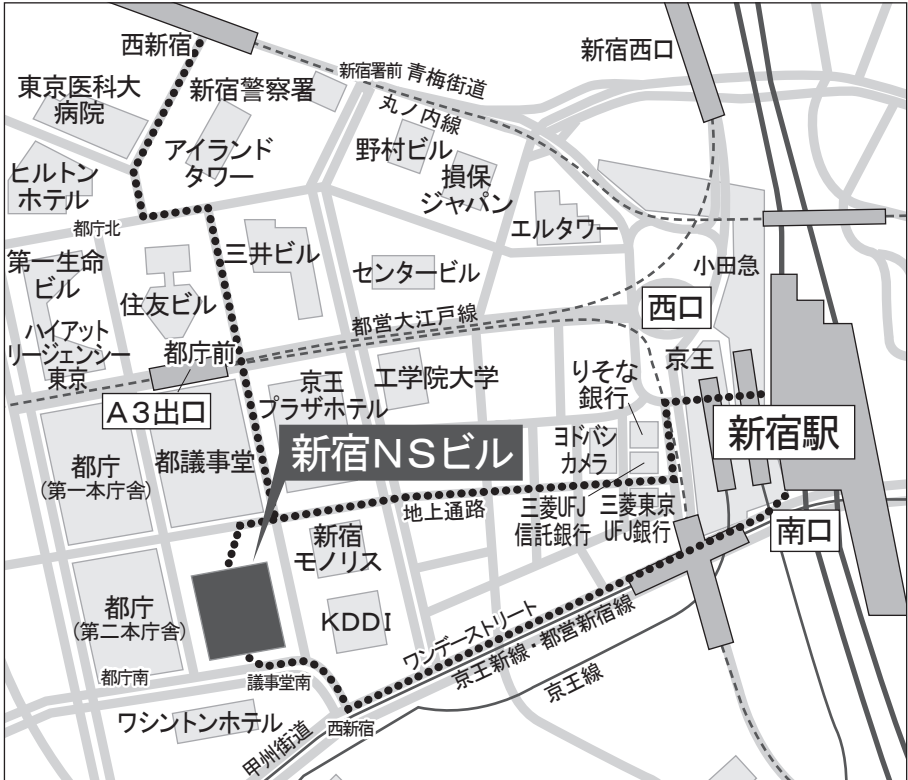 西新宿
新宿西口
東京医科大
病院
新宿警察署
新宿署前
青梅街道
丸ノ内線
アイランド
タワー
野村ビル
損保
ジャパン
ヒルトン
ホテル
都庁北
エルタワー
第一生命
ビル
三井ビル
センタービル
小田急
住友ビル
西口
都営大江戸線
ハイアット
リージェンシー
東京
都庁前
京王
プラザホテル
工学院大学
りそな
銀行
京王
A3出口
新宿駅
新宿NSビル
ヨドバシ
カメラ
都庁
(第一本庁舎)
都議事堂
地上通路
三菱UFJ
信託銀行
三菱東京
UFJ銀行
南口
新宿
モノリス
都庁
(第二本庁舎)
KDDI
ワンデーストリート
京王新線・都営新宿線
京王線
都庁南
議事堂南
ワシントンホテル
西新宿
甲州街道